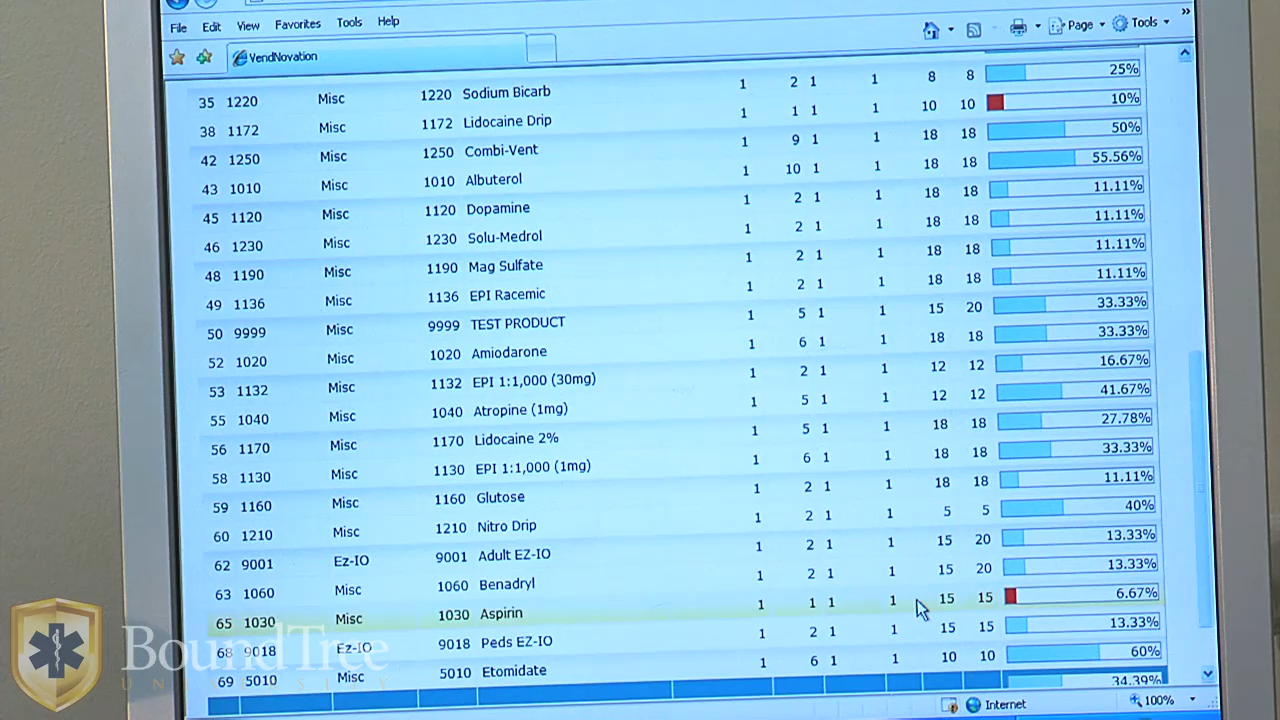 File Edit View Favorites Tools Help
Page Tools »
VendNovation
35 1220 Misc 1220 Sodium Bicarb 1 2 1 1 8 8 25%
38 1172 Misc 1172 Lidocaine Drip 1 1 1 1 10 10 10%
42 1250 Misc 1250 Combi-Vent 1 9 1 1 18 18 50%
43 1010 Misc 1010 Albuterol 1 10 1 1 18 18 55.56%
45 1120 Misc 1120 Dopamine 1 2 1 1 18 18 11.11%
46 1230 Misc 1230 Solu-Medrol 1 2 1 1 18 18 11.11%
48 1190 Misc 1190 Mag Sulfate 1 2 1 1 18 18 11.11%
49 1136 Misc 1136 EPI Racemic 1 2 1 1 18 18 11.11%
50 9999 Misc 9999 TEST PRODUCT 1 5 1 1 15 20 33.33%
52 1020 Misc 1020 Amiodarone 1 6 1 1 18 18 33.33%
53 1132 Misc 1132 EPI 1:1,000 (30mg) 1 2 1 1 12 12 16.67%
55 1040 Misc 1040 Atropine (1mg) 1 5 1 1 12 12 41.67%
56 1170 Misc 1170 Lidocaine 2% 1 5 1 1 18 18 27.78%
58 1130 Misc 1130 EPI 1:1,000 (1mg) 1 6 1 1 18 18 33.33%
59 1160 Misc 1160 Glutose 1 2 1 1 18 18 11.11%
60 1210 Misc 1210 Nitro Drip 1 2 1 1 5 5 40%
62 9001 Ez-IO 9001 Adult EZ-IO 1 2 1 1 15 20 13.33%
63 1060 Misc 1060 Benadryl 1 2 1 1 15 20 13.33%
65 1030 Misc 1030 Aspirin 1 1 1 1 15 15 6.67%
68 9018 Ez-IO 9018 Peds EZ-IO 1 2 1 1 15 15 13.33%
69 5010 Misc 5010 Etomidate 1 6 1 1 10 10 60%
34.39%
Internet 100%
BoundTree
UNIVERSITY